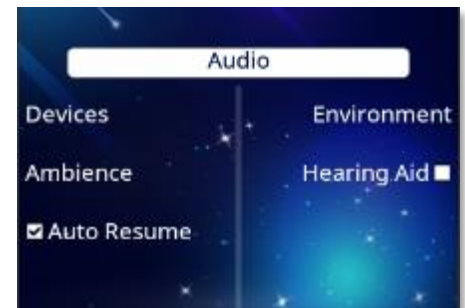 Audio
Devices
Environment
Ambience
Hearing Aid
Auto Resume